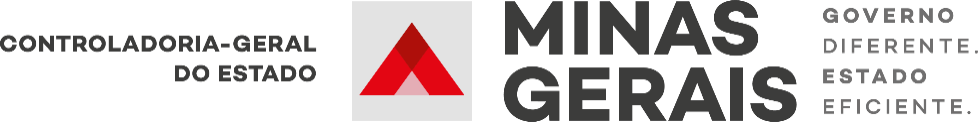 CONTROLADORIA-GERAL
DO ESTADO
MINAS
GERAIS
GOVERNO
DIFERENTE.
ESTADO
EFICIENTE.